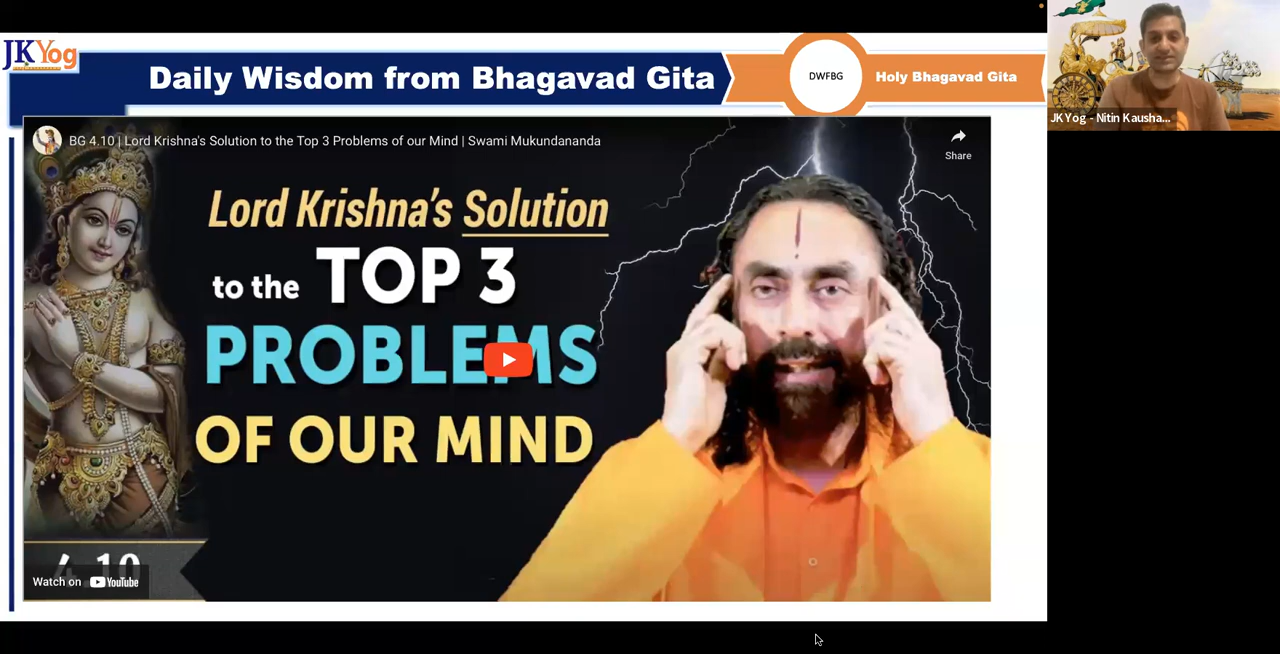 JKYog
Daily Wisdom from Bhagavad Gita
DWFBG
Holy Bhagavad Gita
JKYog - Nitin Kausha...
BG 4.10 | Lord Krishna's Solution to the Top 3 Problems of our Mind | Swami Mukundananda
Share
Lord Krishna's Solution
to the TOP 3
PROBLEMS
OF OUR MIND
4.10
Watch on YouTube